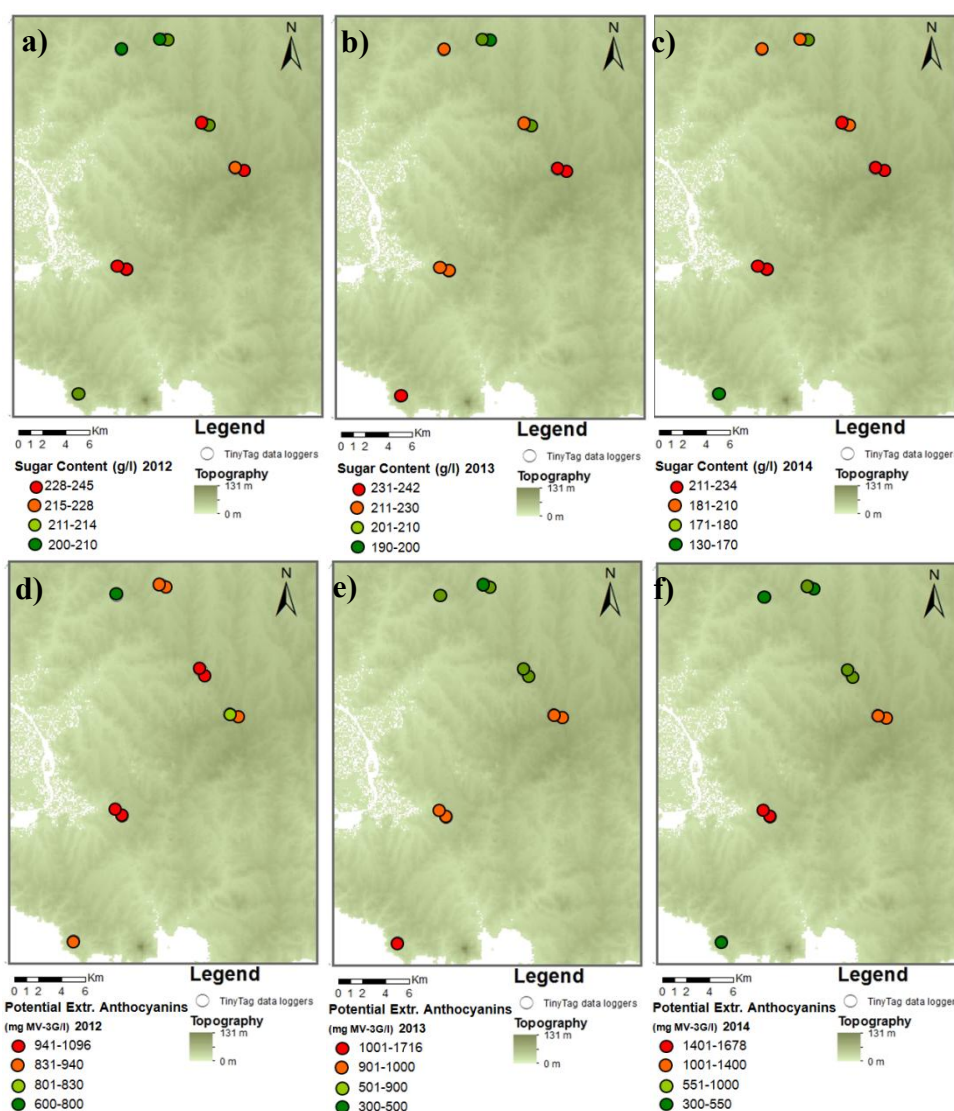 a)
N
Km
0 1 2 4 6
Legend
TinyTag data loggers
Sugar Content (g/l) 2012
228-245
215-228
211-214
200-210
Topography
131 m
0 m
b)
N
Km
0 1 2 4 6
Legend
TinyTag data loggers
Sugar Content (g/l) 2013
231-242
211-230
201-210
190-200
Topography
131 m
0 m
c)
N
Km
0 1 2 4 6
Legend
TinyTag data loggers
Sugar Content (g/l) 2014
211-234
181-210
171-180
130-170
Topography
131 m
0 m
d)
N
Km
0 1 2 4 6
Legend
TinyTag data loggers
Potential Extr. Anthocyanins
(mg MV-3G/l) 2012
941-1096
831-940
801-830
600-800
Topography
131 m
0 m
e)
N
Km
0 1 2 4 6
Legend
TinyTag data loggers
Potential Extr. Anthocyanins
(mg MV-3G/l) 2013
1001-1716
901-1000
501-900
300-500
Topography
131 m
0 m
f)
N
Km
0 1 2 4 6
Legend
TinyTag data loggers
Potential Extr. Anthocyanins
(mg MV-3G/l) 2014
1401-1678
1001-1400
551-1000
300-550
Topography
131 m
0 m